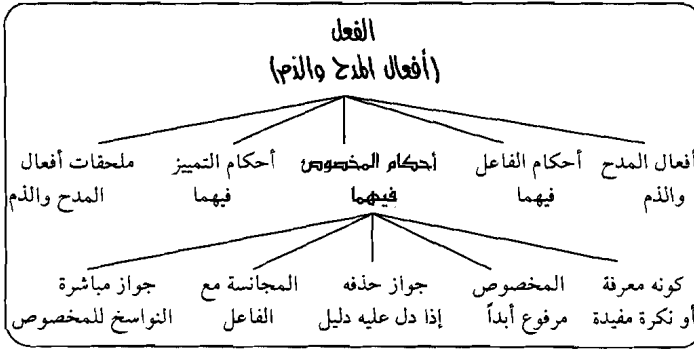 الفعل
(أفعال المدح والذم)
أفعال المدح
والذم
أحكام الفاعل
فيهما
أحكام المخصوص
فيهما
أحكام التمييز
فيهما
ملحقات أفعال
المدح والذم
كونه معرفة
أو نكرة مفيدة
المخصوص
مرفوع أبداً
جواز حذفه
إذا دل عليه دليل
المجانسة مع
الفاعل
جواز مباشرة
النواسخ للمخصوص